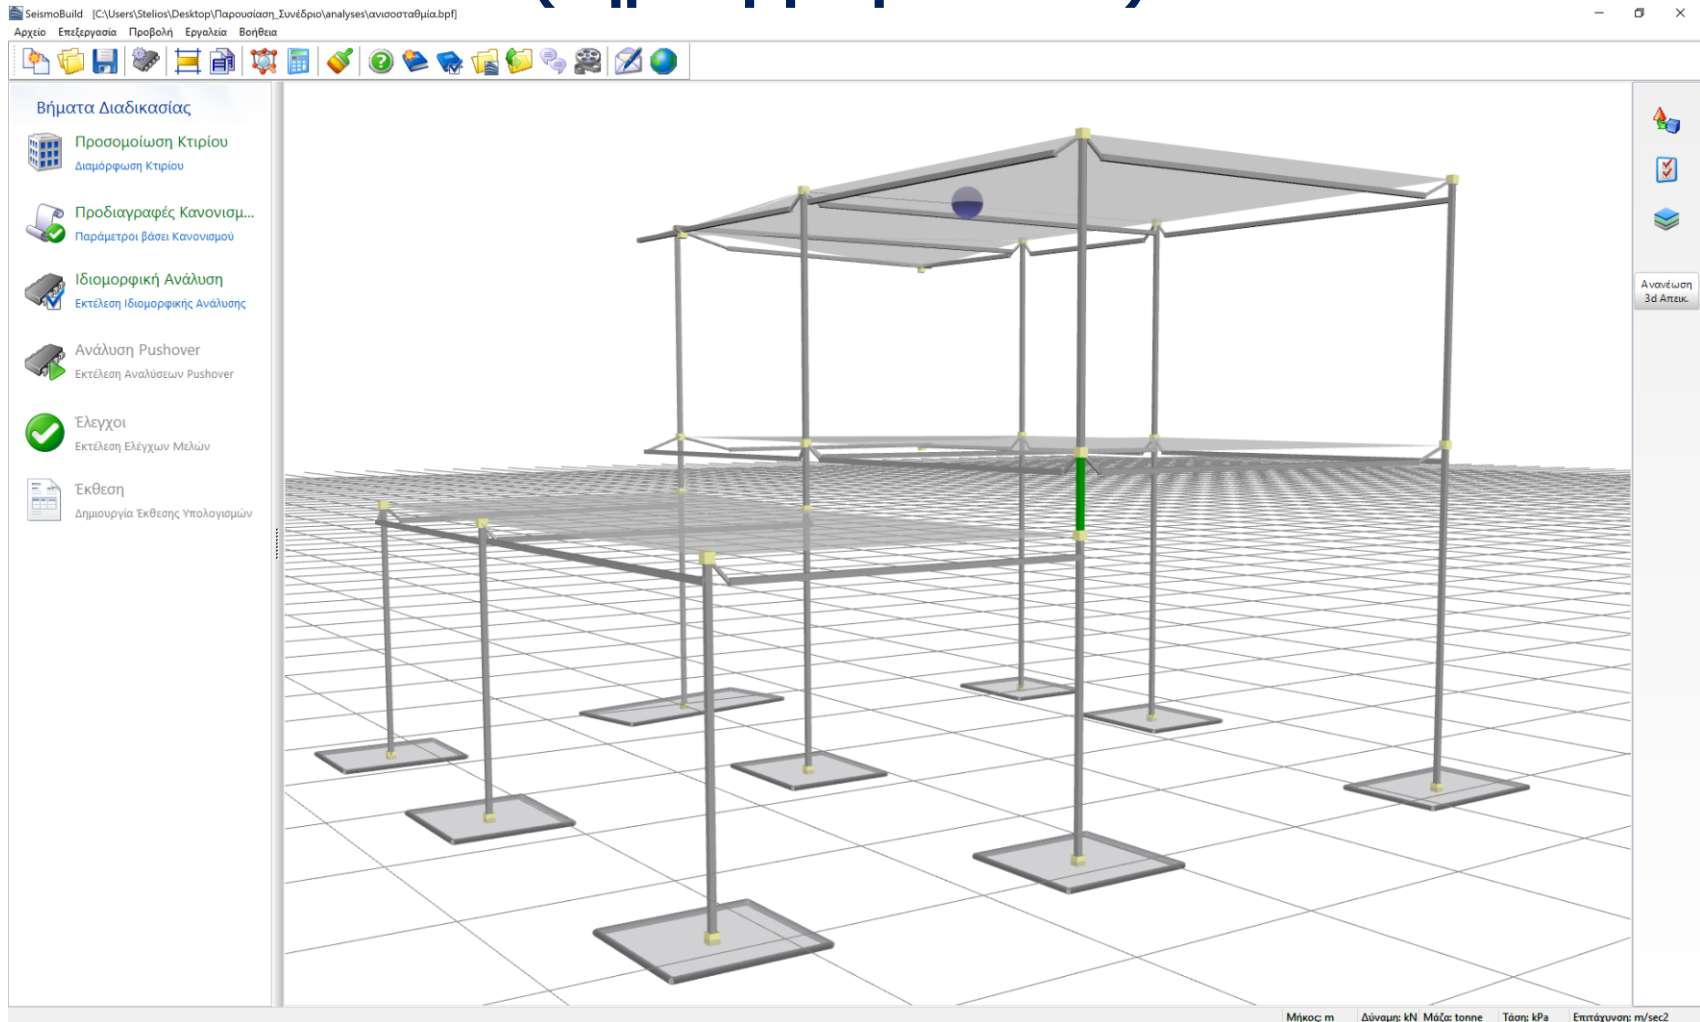 SeismoBuild [C:\Users\Stelios\Desktop\Παρουσίαση_Συνέδριο\analyses\ανισοσταθμία.bpf]
Αρχείο Επεξεργασία Προβολή Εργαλεία Βοήθεια
Βήματα Διαδικασίας
Προσομοίωση Κτιρίου
Διαμόρφωση Κτιρίου
Προδιαγραφές Κανονισμ...
Παράμετροι βάσει Κανονισμού
Ιδιομορφική Ανάλυση
Εκτέλεση Ιδιομορφικής Ανάλυσης
Ανάλυση Pushover
Εκτέλεση Αναλύσεων Pushover
Έλεγχοι
Εκτέλεση Ελέγχων Μελών
Έκθεση
Δημιουργία Έκθεσης Υπολογισμών
Ανανέωση
3d Απεικ.
Μήκος: m Δύναμη: kN Μάζα: tonne Τάση: kPa Επιτάχυνση: m/sec2